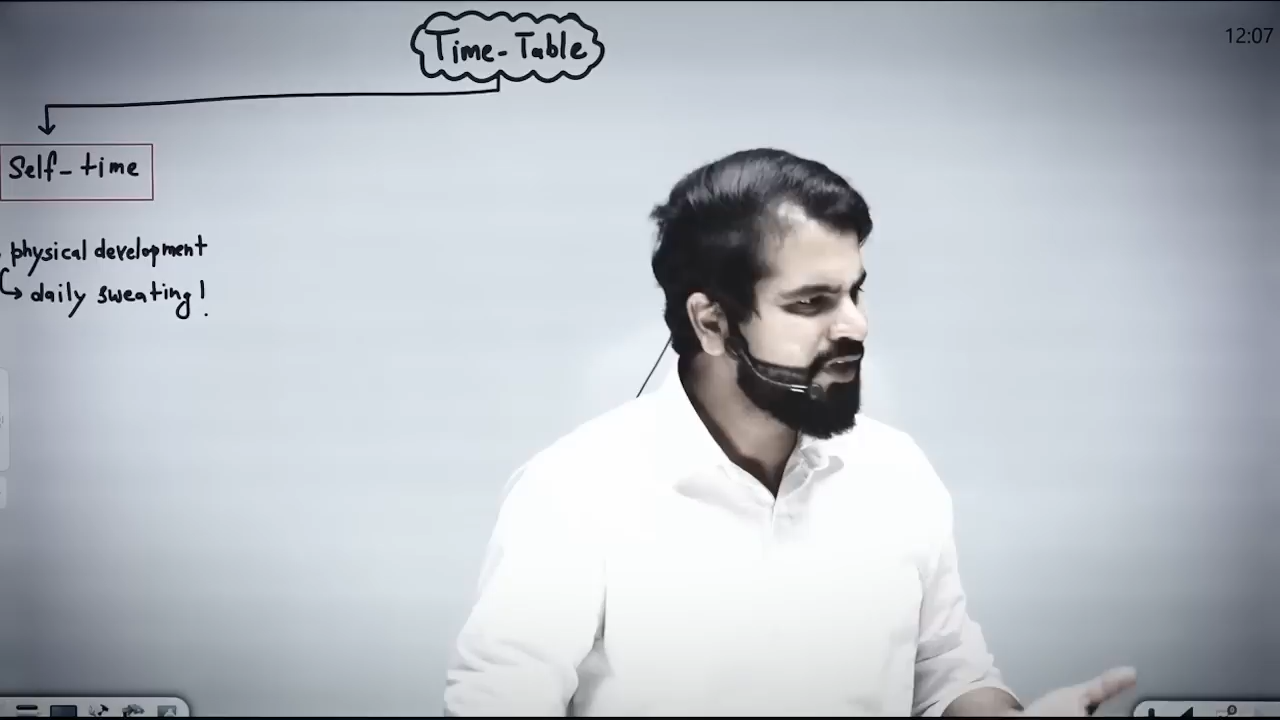 Time-Table
12:07
Self-time
physical development
↳ daily sweating!